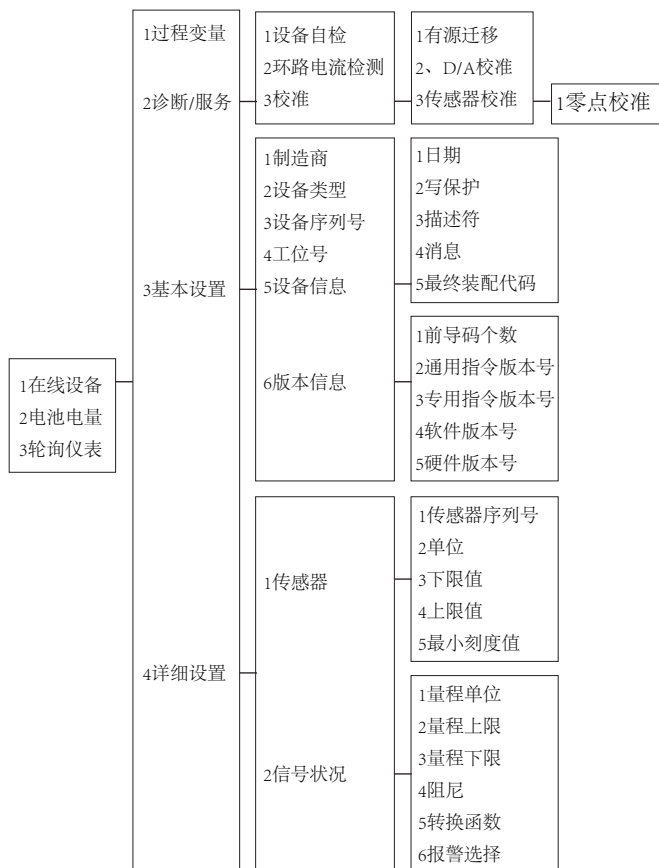 1在线设备
2电池电量
3轮询仪表
1过程变量
2诊断/服务
3基本设置
4详细设置
1设备自检
2环路电流检测
3校准
1有源迁移
2、D/A校准
3传感器校准
1零点校准
1制造商
2设备类型
3设备序列号
4工位号
5设备信息
6版本信息
1日期
2写保护
3描述符
4消息
5最终装配代码
1前导码个数
2通用指令版本号
3专用指令版本号
4软件版本号
5硬件版本号
1传感器
2信号状况
1传感器序列号
2单位
3下限值
4上限值
5最小刻度值
1量程单位
2量程上限
3量程下限
4阻尼
5转换函数
6报警选择